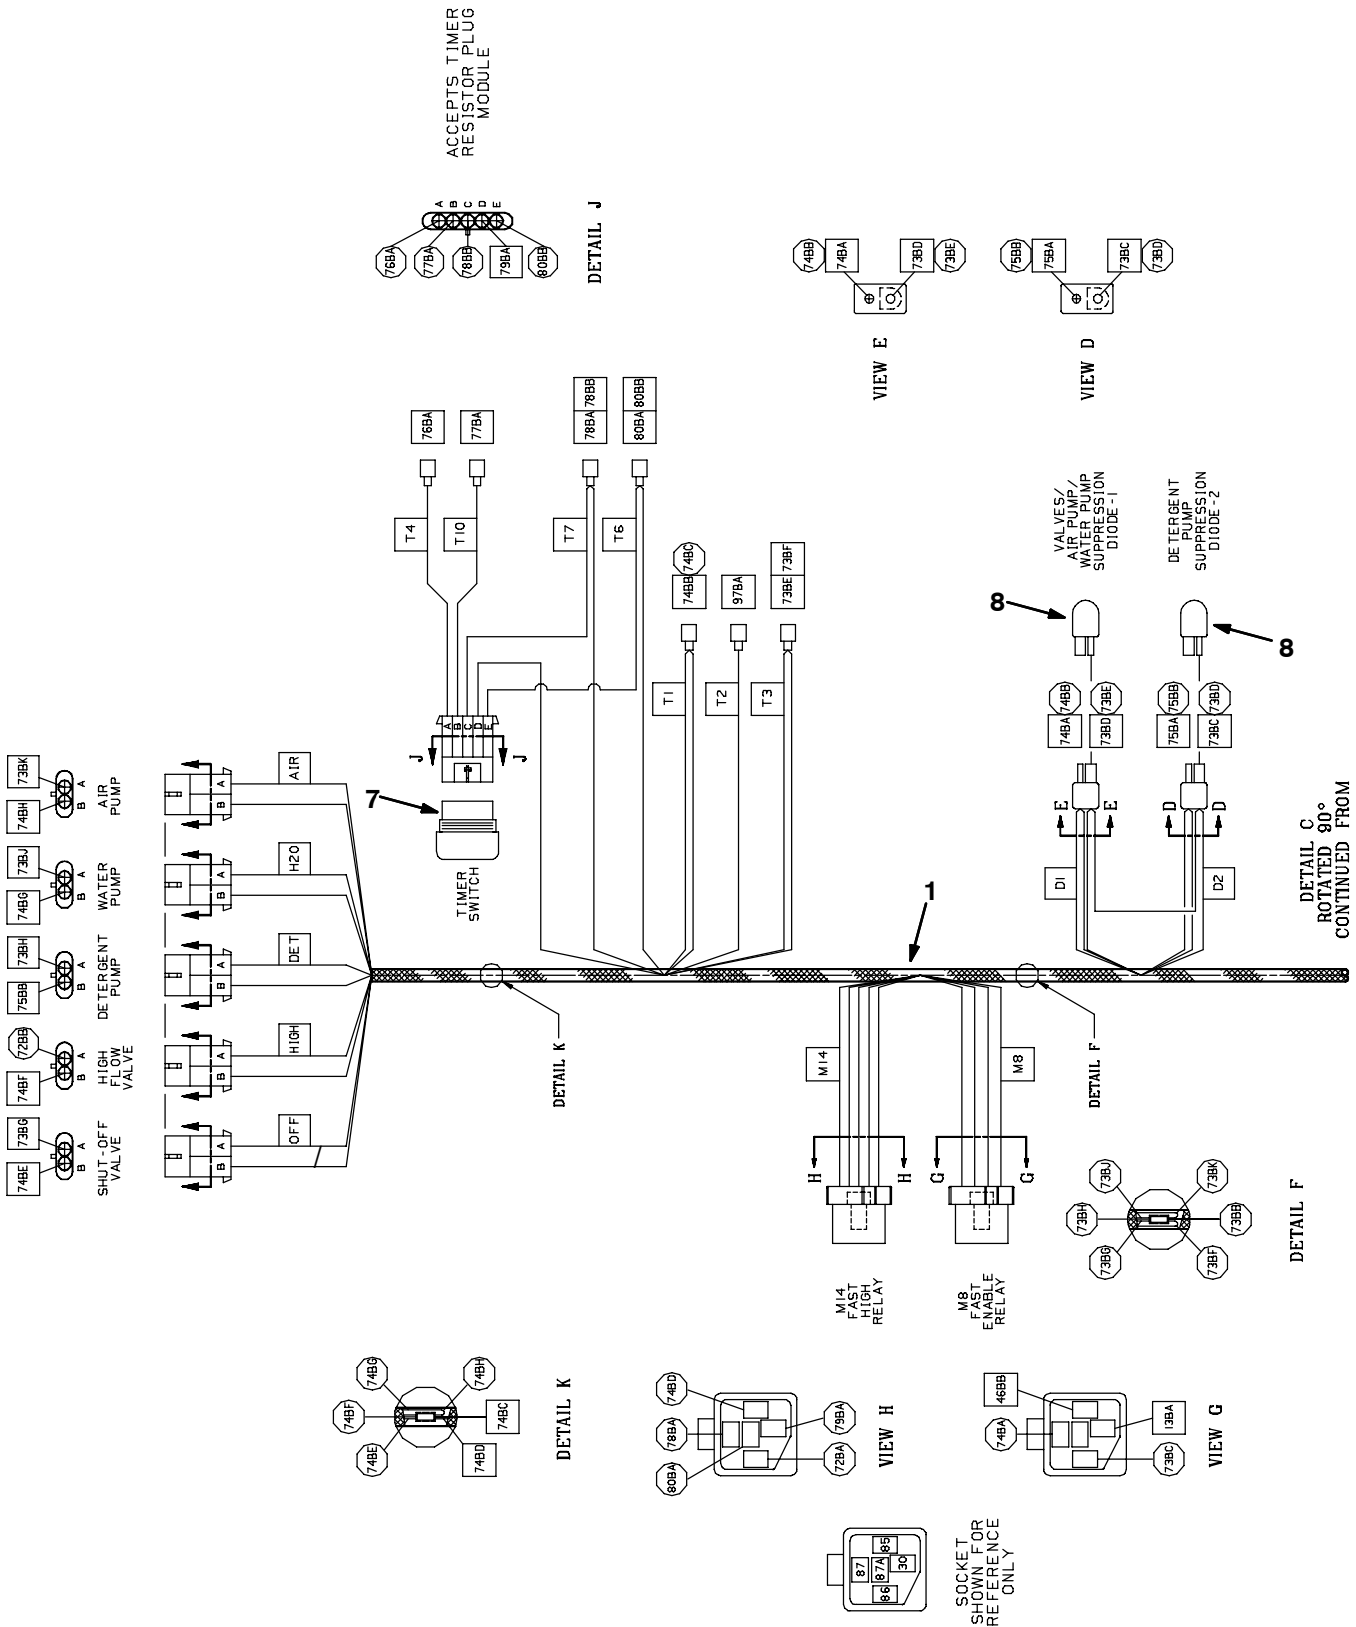 ACCEPTS TIMER
RESISTOR PLUG
MODULE
A
B
C
D
E
76BA
77BA
78BB
79BA
80BB
DETAIL J
74BB
74BA
73BD
73BE
VIEW E
75BB
75BA
73BC
73BD
VIEW D
76BA
77BA
78BA 78BB
80BA 80BB
T4
T10
T7
T6
74BB 74BC
97BA
73BE 73BF
T1
T2
T3
VALVES/
AIR PUMP/
WATER PUMP
SUPPRESSION
DIODE-1
DETERGENT
PUMP
SUPPRESSION
DIODE-2
8
8
74BA 74BB
73BD 73BE
75BA 75BB
73BC 73BD
E
E
D
D
D1
D2
DETAIL C
ROTATED 90°
CONTINUED FROM
A
B
C
D
E
J
J
7
TIMER
SWITCH
73BK
74BH
A
B
AIR
PUMP
A
B
AIR
73BJ
74BG
A
B
WATER
PUMP
A
B
H20
73BH
75BB
A
B
DETERGENT
PUMP
A
B
DET
72BB
74BF
A
B
HIGH
FLOW
VALVE
A
B
HIGH
73BG
74BE
A
B
SHUT-OFF
VALVE
A
B
OFF
1
DETAIL K
DETAIL F
M14
M8
H
H
G
G
M14
FAST
HIGH
RELAY
M8
FAST
ENABLE
RELAY
73BJ
73BK
73BH
73BB
73BG
73BF
DETAIL F
74BG
74BH
74BF
74BC
74BE
74BD
DETAIL K
74BD
78BA
79BA
80BA
72BA
VIEW H
46BB
74BA
13BA
73BC
VIEW G
85
87
87A
30
86
SOCKET
SHOWN FOR
REFERENCE
ONLY